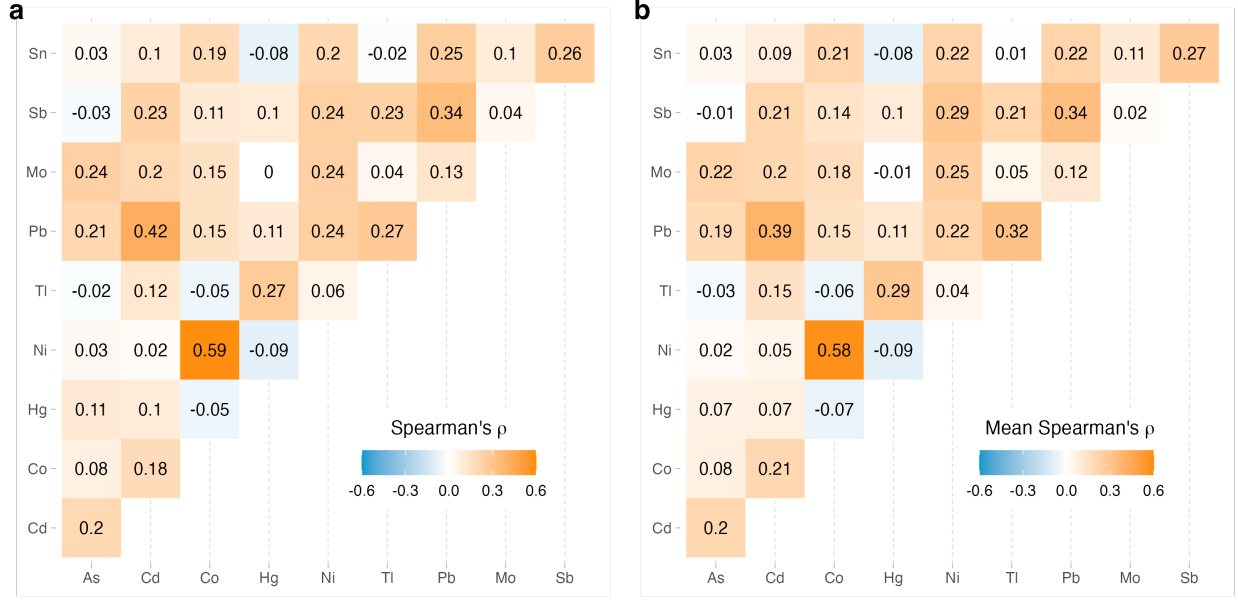 a
Sn 0.03 0.1 0.19 -0.08 0.2 -0.02 0.25 0.1 0.26
Sb -0.03 0.23 0.11 0.1 0.24 0.23 0.34 0.04
Mo 0.24 0.2 0.15 0 0.24 0.04 0.13
Pb 0.21 0.42 0.15 0.11 0.24 0.27
Tl -0.02 0.12 -0.05 0.27 0.06
Ni 0.03 0.02 0.59 -0.09
Hg 0.11 0.1 -0.05
Co 0.08 0.18
Cd 0.2
As Cd Co Hg Ni Tl Pb Mo Sb
Spearman's ρ
-0.6 -0.3 0.0 0.3 0.6
b
Sn 0.03 0.09 0.21 -0.08 0.22 0.01 0.22 0.11 0.27
Sb -0.01 0.21 0.14 0.1 0.29 0.21 0.34 0.02
Mo 0.22 0.2 0.18 -0.01 0.25 0.05 0.12
Pb 0.19 0.39 0.15 0.11 0.22 0.32
Tl -0.03 0.15 -0.06 0.29 0.04
Ni 0.02 0.05 0.58 -0.09
Hg 0.07 0.07 -0.07
Co 0.08 0.21
Cd 0.2
As Cd Co Hg Ni Tl Pb Mo Sb
Mean Spearman's ρ
-0.6 -0.3 0.0 0.3 0.6